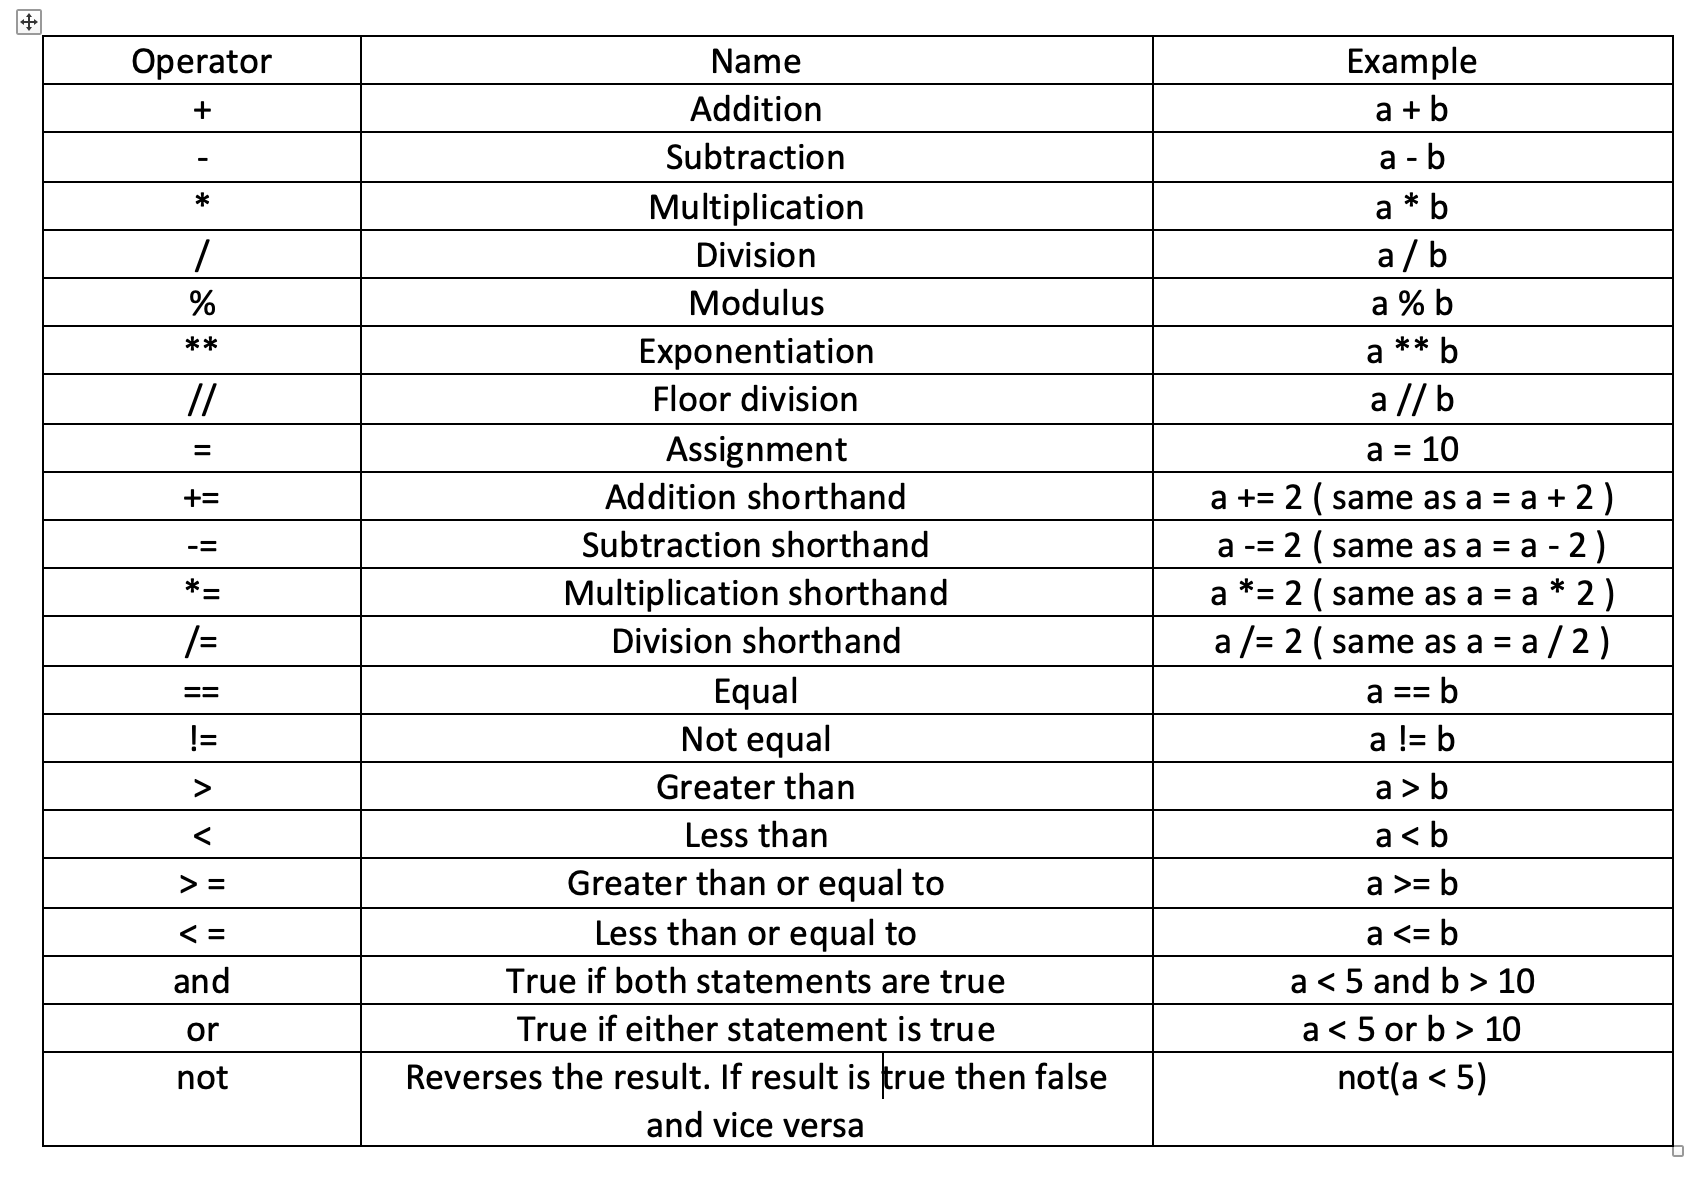 Operator Name Example
+ Addition a + b
- Subtraction a - b
* Multiplication a * b
/ Division a / b
% Modulus a % b
** Exponentiation a ** b
// Floor division a // b
= Assignment a = 10
+= Addition shorthand a += 2 ( same as a = a + 2 )
-= Subtraction shorthand a -= 2 ( same as a = a - 2 )
*= Multiplication shorthand a *= 2 ( same as a = a * 2 )
/= Division shorthand a /= 2 ( same as a = a / 2 )
== Equal a == b
!= Not equal a != b
> Greater than a > b
< Less than a < b
> = Greater than or equal to a >= b
< = Less than or equal to a <= b
and True if both statements are true a < 5 and b > 10
or True if either statement is true a < 5 or b > 10
not Reverses the result. If result is true then false not(a < 5)
and vice versa